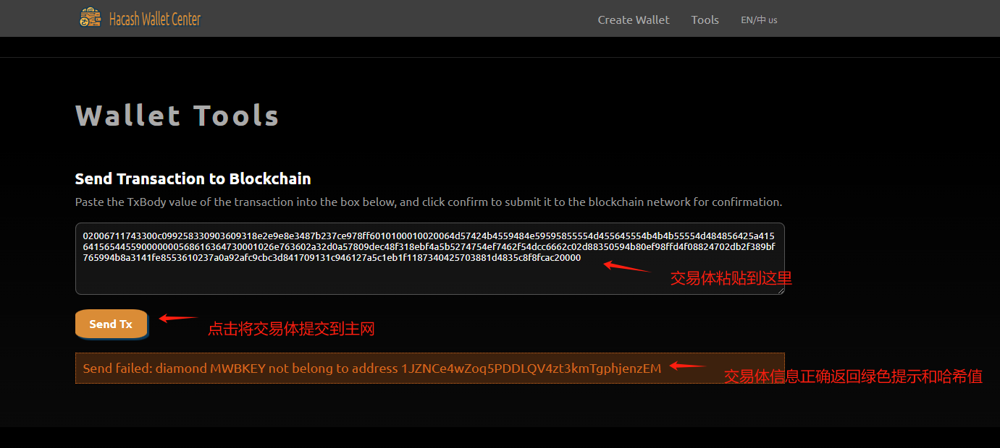 Hacash Wallet Center
Create Wallet
Tools
EN/中 us
Wallet Tools
Send Transaction to Blockchain
Paste the TxBody value of the transaction into the box below, and click confirm to submit it to the blockchain network for confirmation.
02006711743300c099258330903609318e2e9e8e3487b237ce978ff6010100010020064d57424b4559484e59595855554d455645554b4b4b55554d484856425a415
64156544559000000056861636473000102​6e763602a32d0a57809dec48f318ebf4a5b5274754ef7462f54dcc6662c02d88350594b80ef98ffd4f08824702db2f389bf
765994b8a3141fe8553610237a0a92afc9cbc3d841709131c946127a5c1eb1f1187340425703881d4835c8f8fcac20000
交易体粘贴到这里
Send Tx
点击将交易体提交到主网
Send failed: diamond MWBKEY not belong to address 1JZNCe4wZoq5PDDLQV4zt3kmTgphjenzEM
交易体信息正确返回绿色提示和哈希值